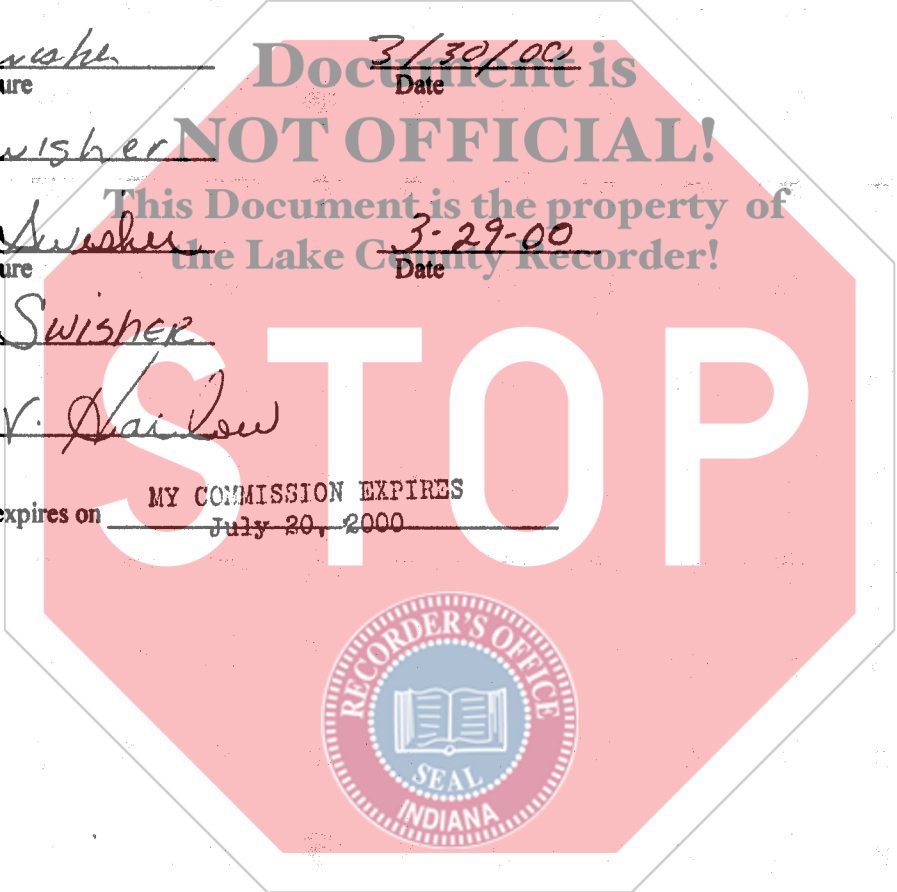 3/30/00
Document is
ure Date
NOT OFFICIAL!
wisher
This Document is the property of
Swisher 3-29-00
the Lake County Recorder!
ure Date
SWISHER
STOP
V.
expires on MY COMMISSION EXPIRES
July 20, 2000
RECORDER'S OFFICE
SEAL
INDIANA